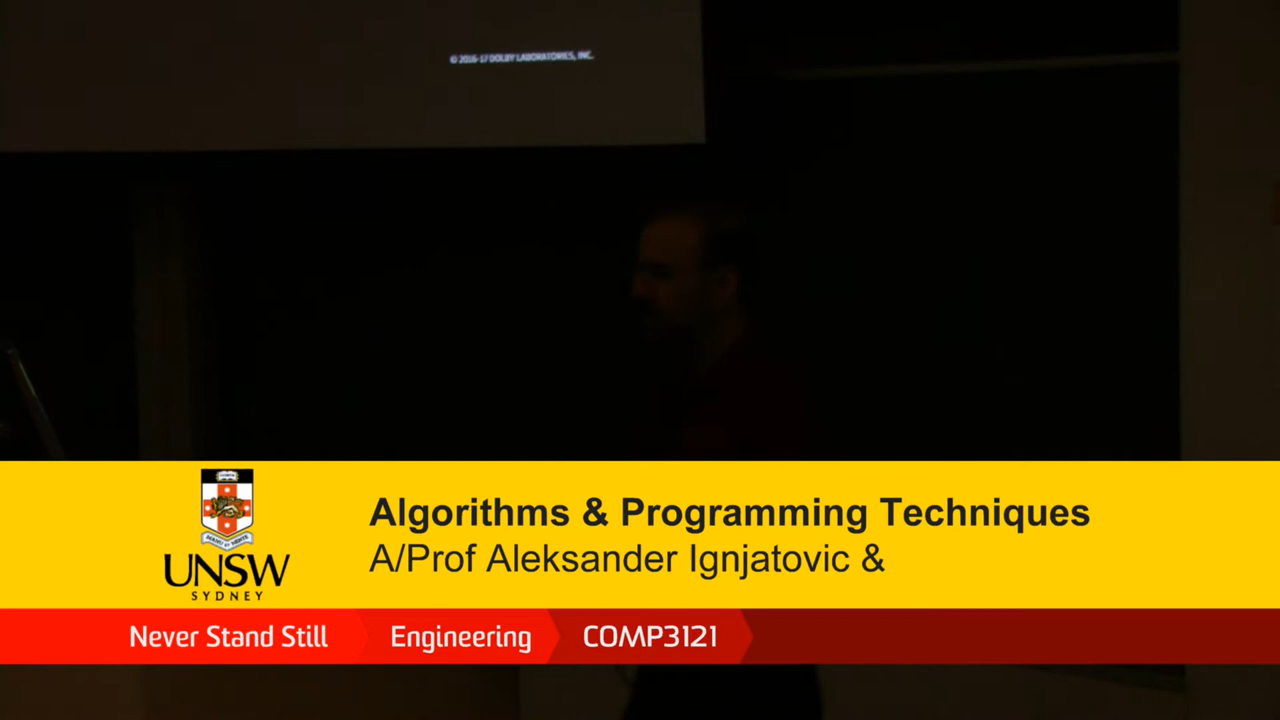 © 2016-17 DOLBY LABORATORIES, INC.
Algorithms & Programming Techniques
A/Prof Aleksander Ignjatovic &
UNSW
SYDNEY
Never Stand Still
Engineering
COMP3121